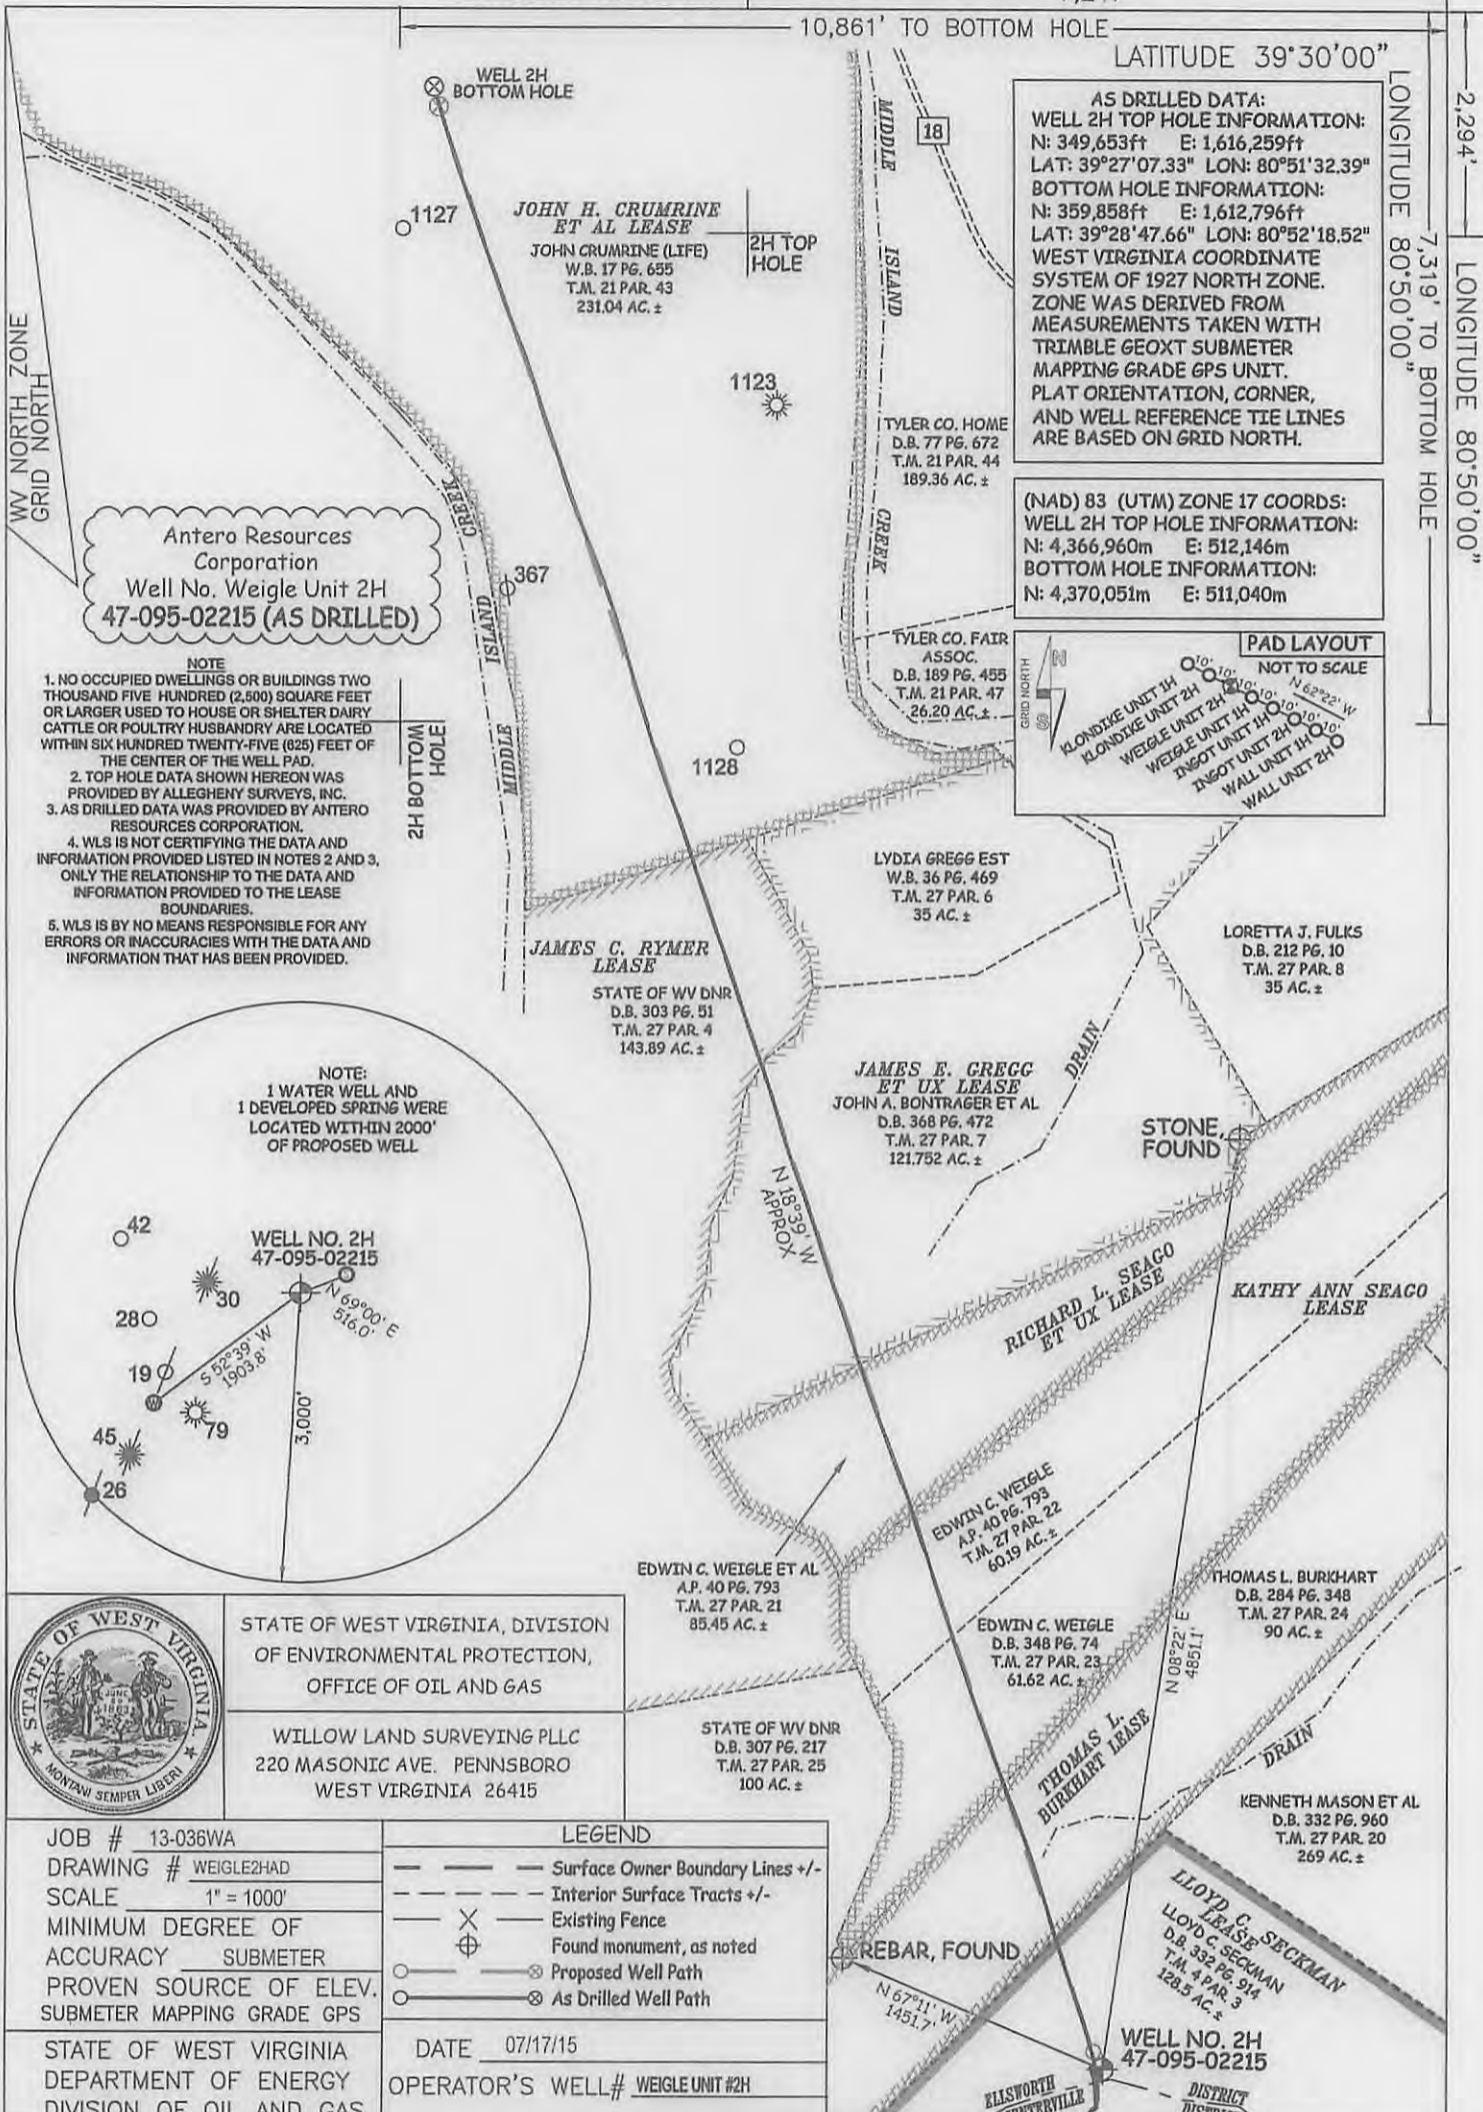 10,861' TO BOTTOM HOLE
LATITUDE 39°30'00"
2,294'
LONGITUDE 80°50'00"
7,319' TO BOTTOM HOLE
LONGITUDE 80°50'00"
WELL 2H
BOTTOM HOLE
18
AS DRILLED DATA:
WELL 2H TOP HOLE INFORMATION:
N: 349,653ft E: 1,616,259ft
LAT: 39°27'07.33" LON: 80°51'32.39"
BOTTOM HOLE INFORMATION:
N: 359,858ft E: 1,612,796ft
LAT: 39°28'47.66" LON: 80°52'18.52"
WEST VIRGINIA COORDINATE
SYSTEM OF 1927 NORTH ZONE.
ZONE WAS DERIVED FROM
MEASUREMENTS TAKEN WITH
TRIMBLE GEOXT SUBMETER
MAPPING GRADE GPS UNIT.
PLAT ORIENTATION, CORNER,
AND WELL REFERENCE TIE LINES
ARE BASED ON GRID NORTH.
(NAD) 83 (UTM) ZONE 17 COORDS:
WELL 2H TOP HOLE INFORMATION:
N: 4,366,960m E: 512,146m
BOTTOM HOLE INFORMATION:
N: 4,370,051m E: 511,040m
PAD LAYOUT
NOT TO SCALE
N 62°22' W
10'
10'
10'
10'
10'
10'
10'
GRID NORTH
N
S
KLONDIKE UNIT 1H
KLONDIKE UNIT 2H
WEIGLE UNIT 2H
WEIGLE UNIT 1H
INGOT UNIT 1H
INGOT UNIT 2H
WALL UNIT 1H
WALL UNIT 2H
MIDDLE
ISLAND
CREEK
1127
JOHN H. CRUMRINE
ET AL LEASE
JOHN CRUMRINE (LIFE)
W.B. 17 PG. 655
T.M. 21 PAR. 43
231.04 AC. ±
2H TOP
HOLE
1123
TYLER CO. HOME
D.B. 77 PG. 672
T.M. 21 PAR. 44
189.36 AC. ±
WV NORTH ZONE
GRID NORTH
Antero Resources
Corporation
Well No. Weigle Unit 2H
47-095-02215 (AS DRILLED)
CREEK
ISLAND
MIDDLE
367
TYLER CO. FAIR
ASSOC.
D.B. 189 PG. 455
T.M. 21 PAR. 47
26.20 AC. ±
NOTE
1. NO OCCUPIED DWELLINGS OR BUILDINGS TWO
THOUSAND FIVE HUNDRED (2,500) SQUARE FEET
OR LARGER USED TO HOUSE OR SHELTER DAIRY
CATTLE OR POULTRY HUSBANDRY ARE LOCATED
WITHIN SIX HUNDRED TWENTY-FIVE (625) FEET OF
THE CENTER OF THE WELL PAD.
2. TOP HOLE DATA SHOWN HEREON WAS
PROVIDED BY ALLEGHENY SURVEYS, INC.
3. AS DRILLED DATA WAS PROVIDED BY ANTERO
RESOURCES CORPORATION.
4. WLS IS NOT CERTIFYING THE DATA AND
INFORMATION PROVIDED LISTED IN NOTES 2 AND 3,
ONLY THE RELATIONSHIP TO THE DATA AND
INFORMATION PROVIDED TO THE LEASE
BOUNDARIES.
5. WLS IS BY NO MEANS RESPONSIBLE FOR ANY
ERRORS OR INACCURACIES WITH THE DATA AND
INFORMATION THAT HAS BEEN PROVIDED.
2H BOTTOM
HOLE
1128
LYDIA GREGG EST
W.B. 36 PG. 469
T.M. 27 PAR. 6
35 AC. ±
LORETTA J. FULKS
D.B. 212 PG. 10
T.M. 27 PAR. 8
35 AC. ±
JAMES C. RYMER
LEASE
STATE OF WV DNR
D.B. 303 PG. 51
T.M. 27 PAR. 4
143.89 AC. ±
JAMES E. GREGG
ET UX LEASE
JOHN A. BONTRAGER ET AL
D.B. 368 PG. 472
T.M. 27 PAR. 7
121.752 AC. ±
DRAIN
STONE,
FOUND
N 18°39' W
APPROX
NOTE:
1 WATER WELL AND
1 DEVELOPED SPRING WERE
LOCATED WITHIN 2000'
OF PROPOSED WELL
42
WELL NO. 2H
47-095-02215
30
N 69°00' E
516.0'
28
19
S 52°39' W
1903.8'
W
79
3,000'
45
26
RICHARD L. SEAGO
ET UX LEASE
KATHY ANN SEAGO
LEASE
EDWIN C. WEIGLE
A.P. 40 PG. 793
T.M. 27 PAR. 22
60.19 AC. ±
EDWIN C. WEIGLE ET AL
A.P. 40 PG. 793
T.M. 27 PAR. 21
85.45 AC. ±
EDWIN C. WEIGLE
D.B. 348 PG. 74
T.M. 27 PAR. 23
61.62 AC. ±
THOMAS L. BURKHART
D.B. 284 PG. 348
T.M. 27 PAR. 24
90 AC. ±
N 08°22' E
4851.1'
STATE OF WV DNR
D.B. 307 PG. 217
T.M. 27 PAR. 25
100 AC. ±
THOMAS L.
BURKHART LEASE
DRAIN
KENNETH MASON ET AL
D.B. 332 PG. 960
T.M. 27 PAR. 20
269 AC. ±
LLOYD C. SECKMAN
LEASE
LLOYD C. SECKMAN
D.B. 332 PG. 914
T.M. 4 PAR. 3
128.5 AC. ±
REBAR, FOUND
N 67°11' W
1451.7'
WELL NO. 2H
47-095-02215
ELLSWORTH
DISTRICT
STATE OF WEST VIRGINIA
MONTANI SEMPER LIBERI
STATE OF WEST VIRGINIA, DIVISION
OF ENVIRONMENTAL PROTECTION,
OFFICE OF OIL AND GAS
WILLOW LAND SURVEYING PLLC
220 MASONIC AVE. PENNSBORO
WEST VIRGINIA 26415
JOB # 13-036WA
DRAWING # WEIGLE2HAD
SCALE 1" = 1000'
MINIMUM DEGREE OF
ACCURACY SUBMETER
PROVEN SOURCE OF ELEV.
SUBMETER MAPPING GRADE GPS
LEGEND
Surface Owner Boundary Lines +/-
Interior Surface Tracts +/-
Existing Fence
Found monument, as noted
Proposed Well Path
As Drilled Well Path
STATE OF WEST VIRGINIA
DEPARTMENT OF ENERGY
DIVISION OF OIL AND GAS
DATE 07/17/15
OPERATOR'S WELL# WEIGLE UNIT #2H